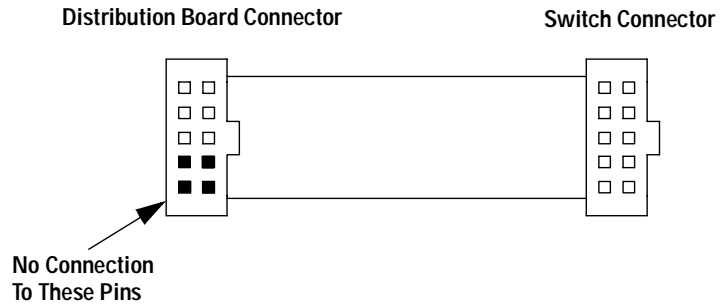 Distribution Board Connector
Switch Connector
No Connection
To These Pins